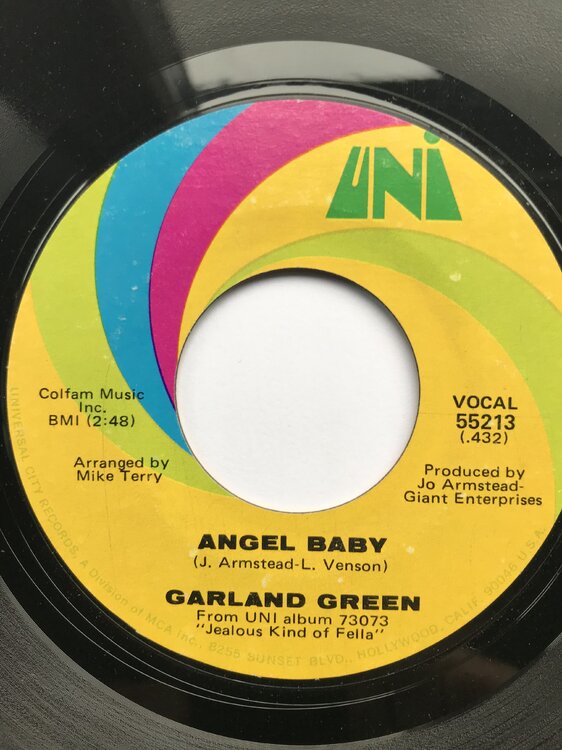 UNI
Colfam Music
Inc.
BMI (2:48)
Arranged by
Mike Terry
VOCAL
55213
(.432)
Produced by
Jo Armstead-
Giant Enterprises
ANGEL BABY
(J. Armstead-L. Venson)
GARLAND GREEN
From UNI album 73073
"Jealous Kind of Fella"
UNIVERSAL CITY RECORDS, A Division of MCA Inc., 8255 SUNSET BLVD., HOLLYWOOD, CALIF. 90046 U.S.A.